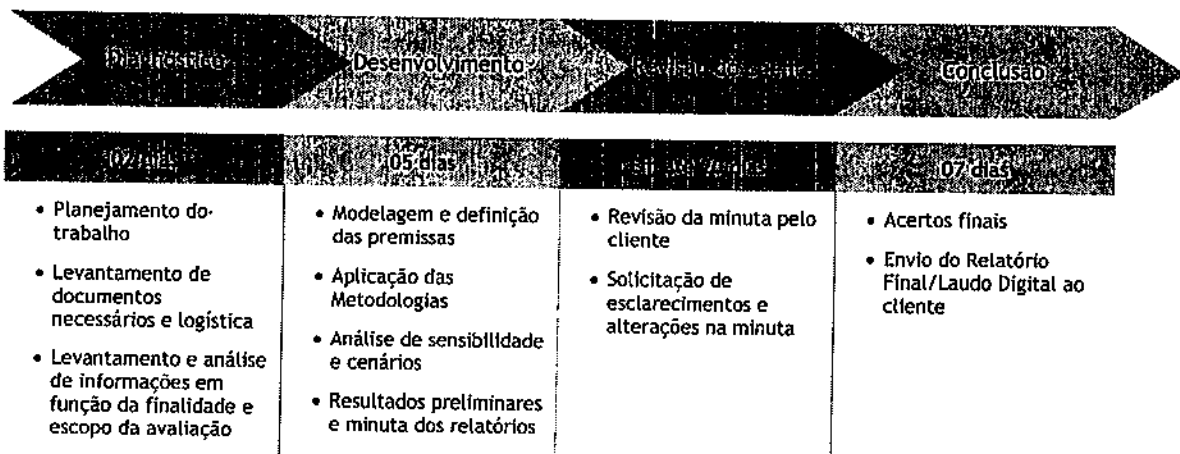 Diagnóstico
Desenvolvimento
Revisão do
Conclusão
02 dias
05 dias
07 dias
• Planejamento do
trabalho
• Levantamento de
documentos
necessários e logística
• Levantamento e análise
de informações em
função da finalidade e
escopo da avaliação
• Modelagem e definição
das premissas
• Aplicação das
Metodologias
• Análise de sensibilidade
e cenários
• Resultados preliminares
e minuta dos relatórios
• Revisão da minuta pelo
cliente
• Solicitação de
esclarecimentos e
alterações na minuta
• Acertos finais
• Envio do Relatório
Final/Laudo Digital ao
cliente